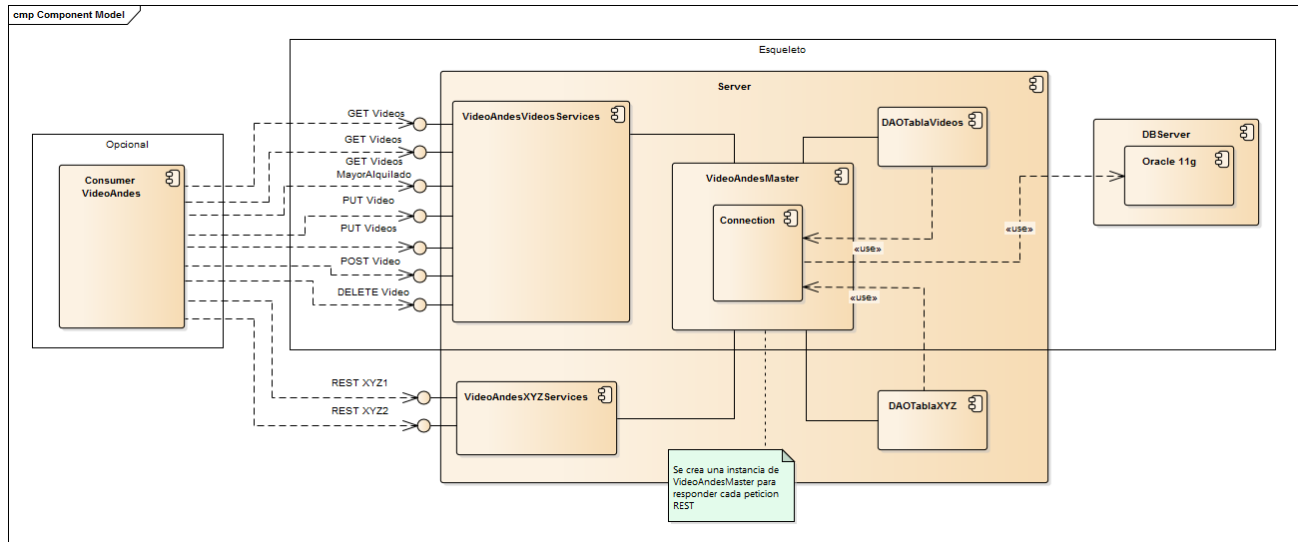 cmp Component Model
Esqueleto
Server
GET Videos
VideoAndesVideosServices
DAOTablaVideos
DBServer
GET Videos
Opcional
Oracle 11g
GET Videos
MayorAlquilado
Consumer
VideoAndes
VideoAndesMaster
PUT Video
Connection
PUT Videos
«use»
«use»
POST Video
DELETE Video
«use»
REST XYZ1
VideoAndesXYZServices
REST XYZ2
DAOTablaXYZ
Se crea una instancia de
VideoAndesMaster para
responder cada peticion
REST